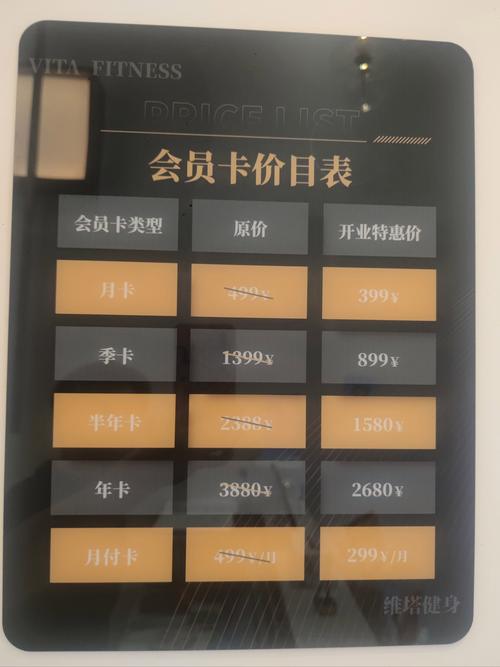 VITA FITNESS
PRICE LIST
会员卡价目表
会员卡类型 原价 开业特惠价
月卡 499¥ 399¥
季卡 1399¥ 899¥
半年卡 2388¥ 1580¥
年卡 3880¥ 2680¥
月付卡 499¥/月 299¥/月
维塔健身